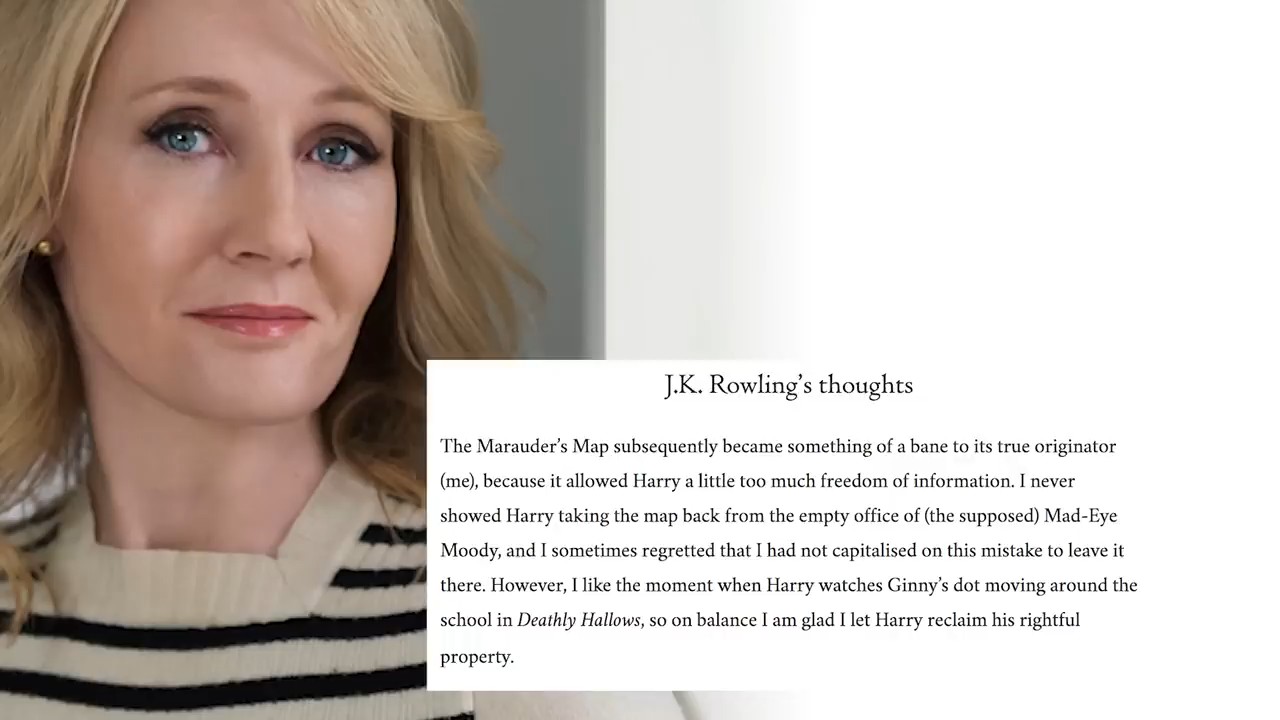 J.K. Rowling’s thoughts
The Marauder’s Map subsequently became something of a bane to its true originator
(me), because it allowed Harry a little too much freedom of information. I never
showed Harry taking the map back from the empty office of (the supposed) Mad-Eye
Moody, and I sometimes regretted that I had not capitalised on this mistake to leave it
there. However, I like the moment when Harry watches Ginny’s dot moving around the
school in Deathly Hallows, so on balance I am glad I let Harry reclaim his rightful
property.